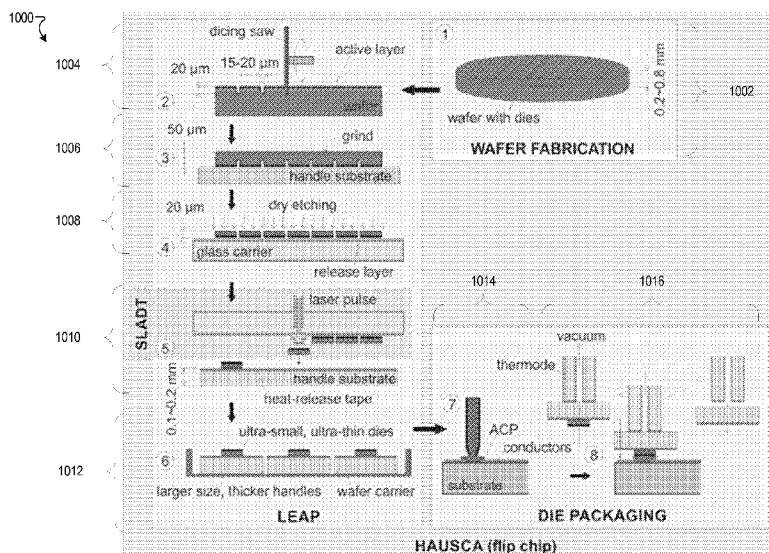 1000
1004
dicing saw
15-20 µm
active layer
20 µm
2
wafer
1
0.2~0.8 mm
1002
wafer with dies
WAFER FABRICATION
1006
50 µm
grind
3
handle substrate
1008
20 µm
dry etching
4
glass carrier
release layer
1010
SLADT
laser pulse
5
handle substrate
0.1~0.2 mm
heat-release tape
ultra-small, ultra-thin dies
1012
6
larger size, thicker handles
wafer carrier
LEAP
1014
1016
vacuum
thermode
7
ACP
conductors
8
substrate
DIE PACKAGING
HAUSCA (flip chip)